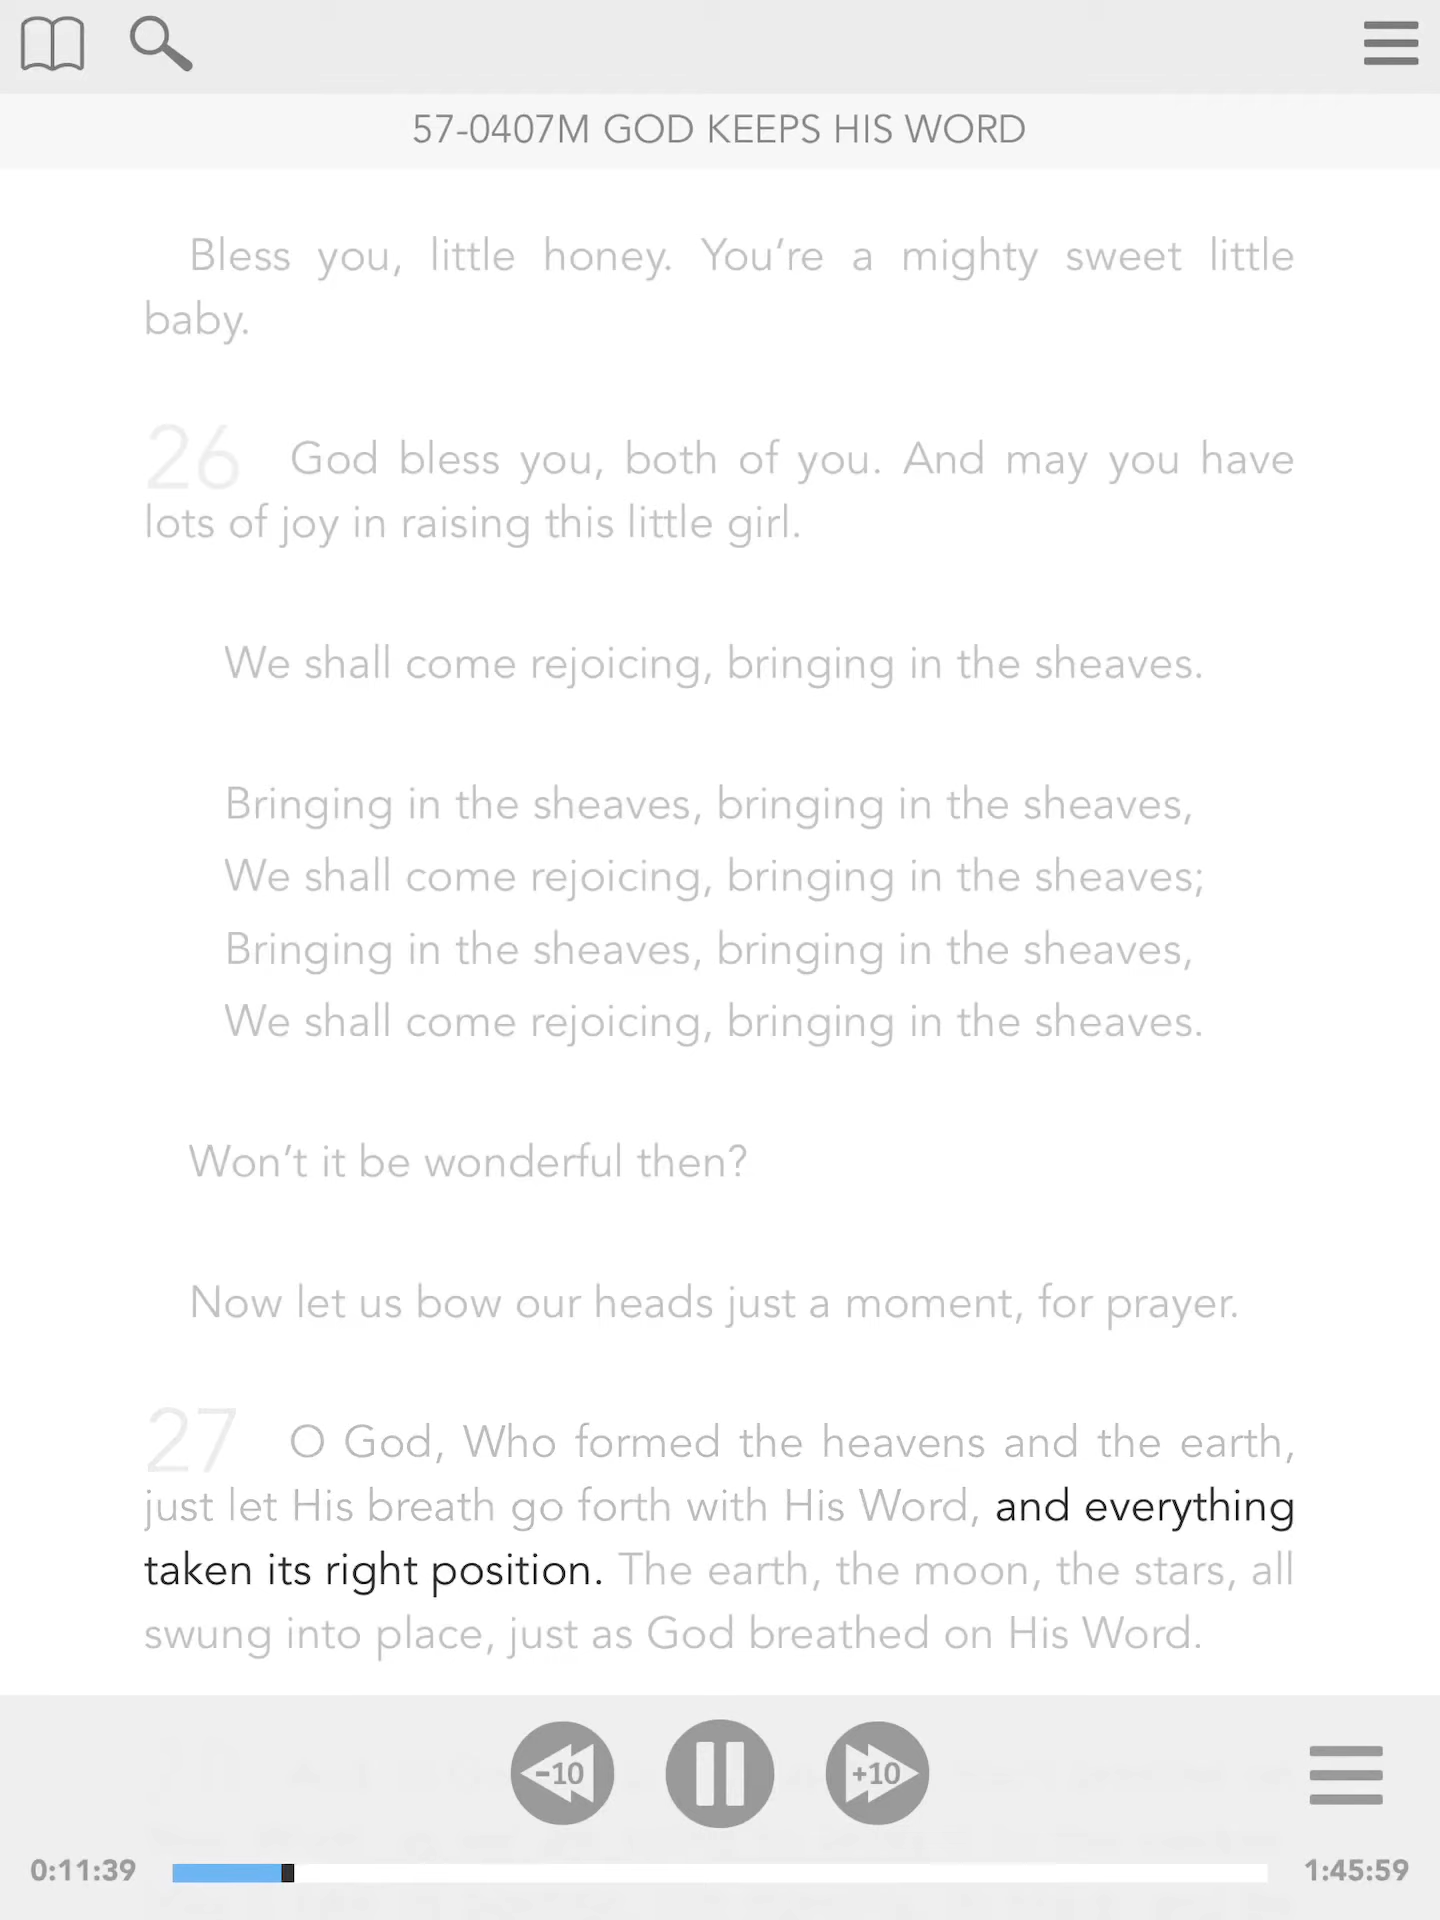 57-0407M GOD KEEPS HIS WORD
Bless you, little honey. You’re a mighty sweet little
baby.
26 God bless you, both of you. And may you have
lots of joy in raising this little girl.
We shall come rejoicing, bringing in the sheaves.
Bringing in the sheaves, bringing in the sheaves,
We shall come rejoicing, bringing in the sheaves;
Bringing in the sheaves, bringing in the sheaves,
We shall come rejoicing, bringing in the sheaves.
Won’t it be wonderful then?
Now let us bow our heads just a moment, for prayer.
27 O God, Who formed the heavens and the earth,
just let His breath go forth with His Word, and everything
taken its right position. The earth, the moon, the stars, all
swung into place, just as God breathed on His Word.
-10 +10
0:11:39 1:45:59